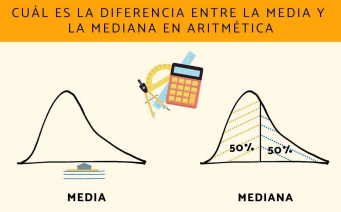 CUÁL ES LA DIFERENCIA ENTRE LA MEDIA Y
LA MEDIANA EN ARITMÉTICA
50% 50%
MEDIA MEDIANA